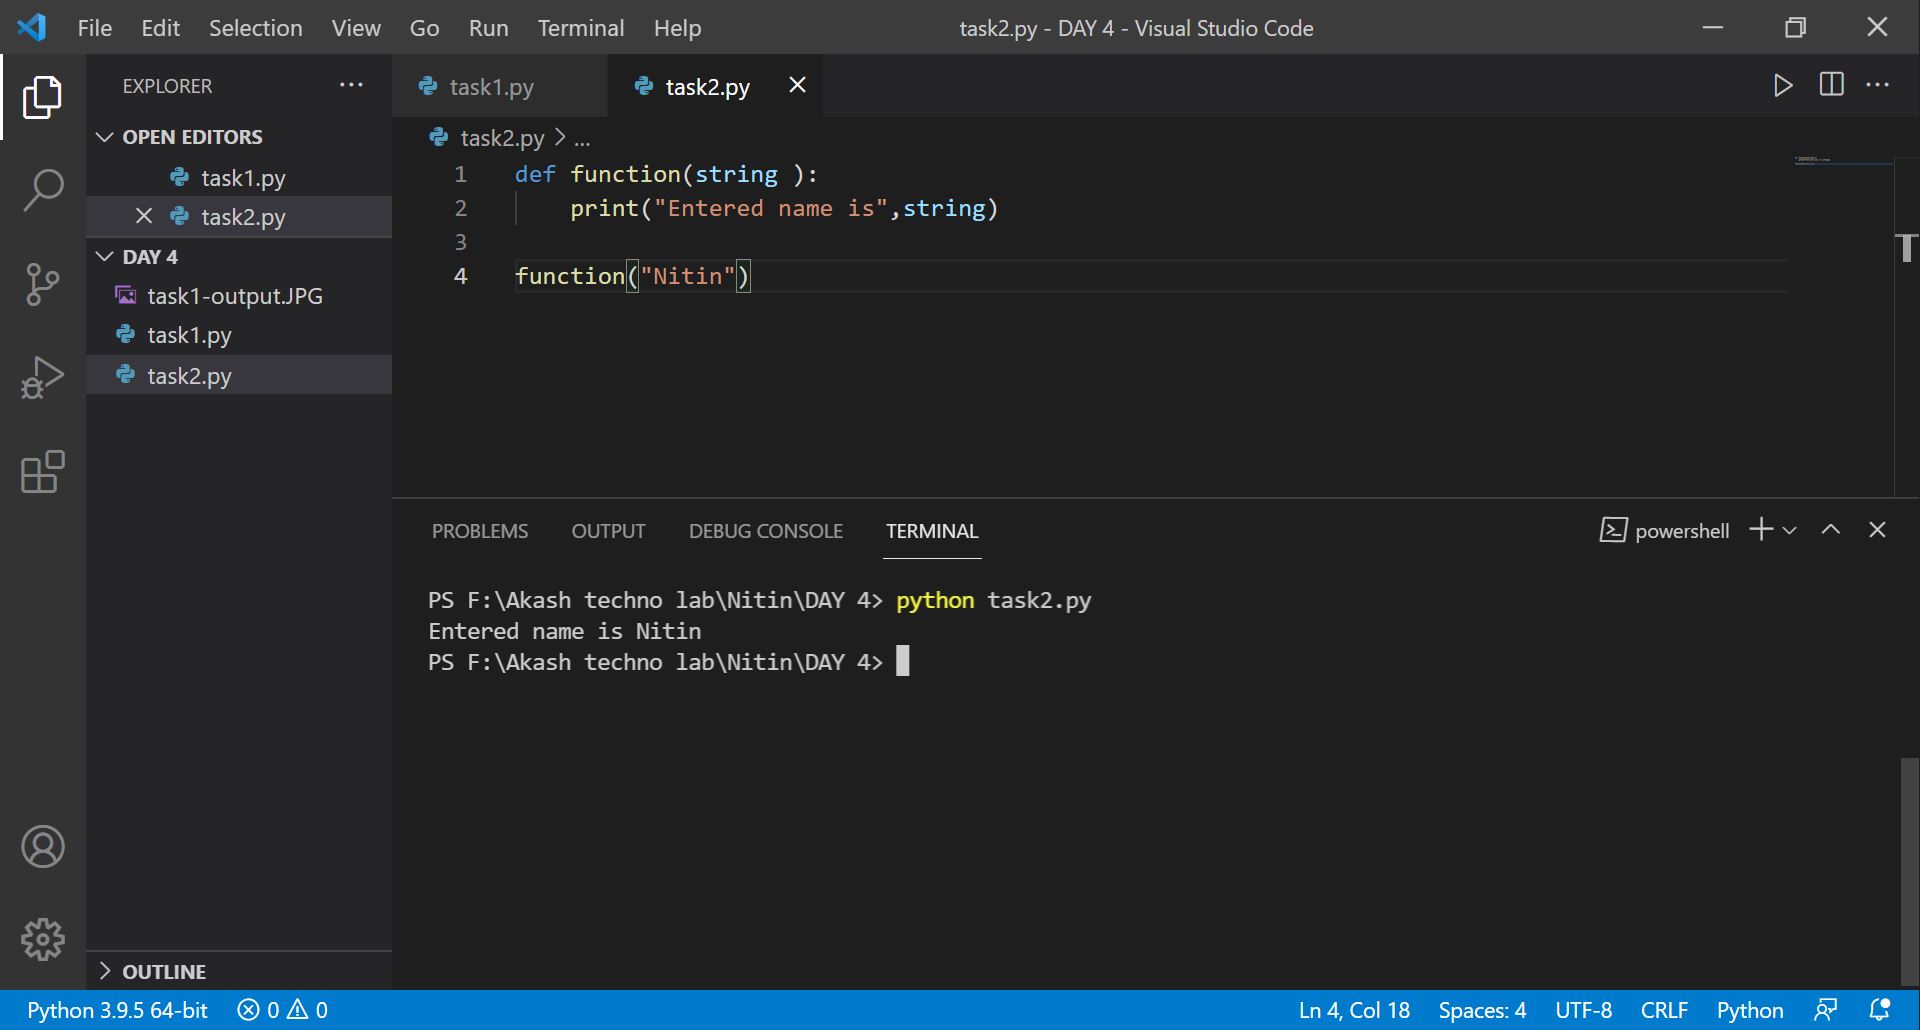 File Edit Selection View Go Run Terminal Help task2.py - DAY 4 - Visual Studio Code
EXPLORER
OPEN EDITORS
task1.py
task2.py
DAY 4
task1-output.JPG
task1.py
task2.py
OUTLINE
task1.py task2.py
task2.py > ...
1 def function(string ):
2     print("Entered name is",string)
3
4 function("Nitin")
PROBLEMS OUTPUT DEBUG CONSOLE TERMINAL powershell
PS F:\Akash techno lab\Nitin\DAY 4> python task2.py
Entered name is Nitin
PS F:\Akash techno lab\Nitin\DAY 4>
Python 3.9.5 64-bit 0 0 Ln 4, Col 18 Spaces: 4 UTF-8 CRLF Python